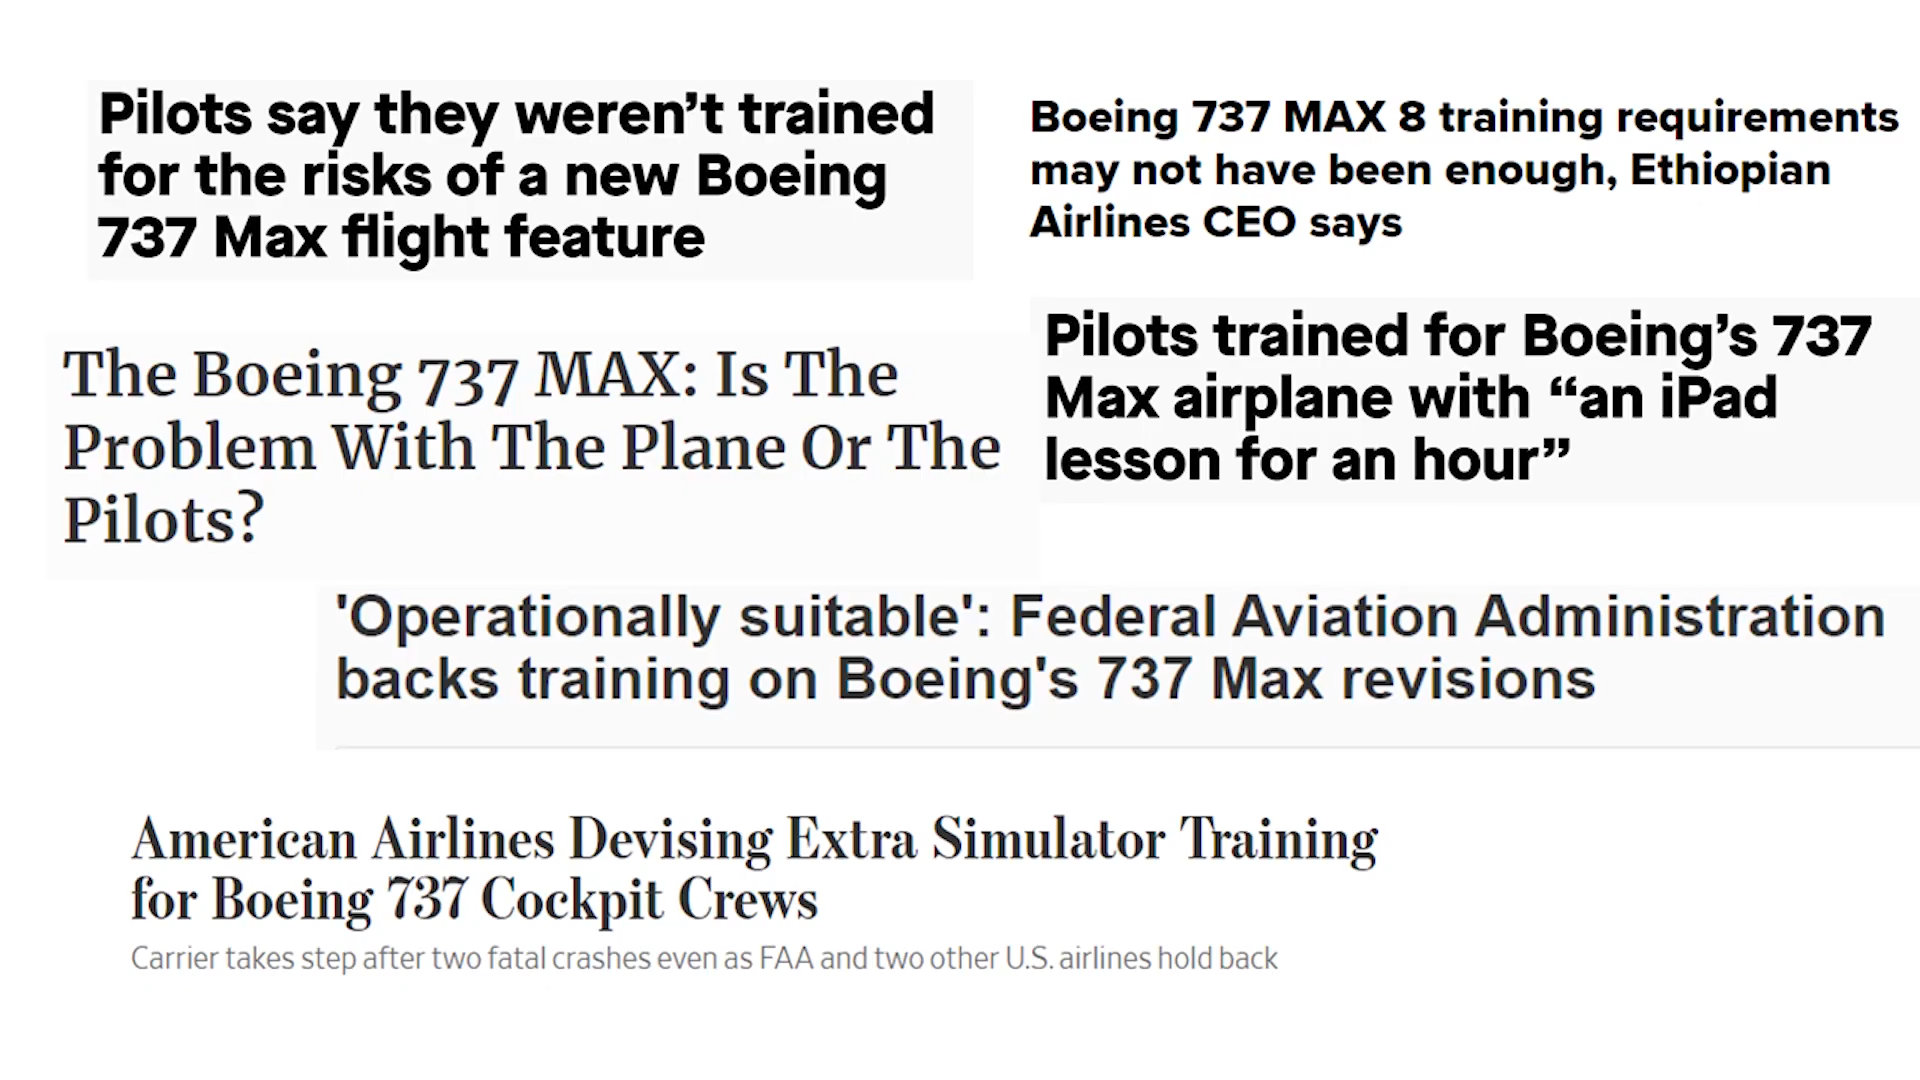 Pilots say they weren’t trained
for the risks of a new Boeing
737 Max flight feature
Boeing 737 MAX 8 training requirements
may not have been enough, Ethiopian
Airlines CEO says
The Boeing 737 MAX: Is The
Problem With The Plane Or The
Pilots?
Pilots trained for Boeing’s 737
Max airplane with “an iPad
lesson for an hour”
'Operationally suitable': Federal Aviation Administration
backs training on Boeing's 737 Max revisions
American Airlines Devising Extra Simulator Training
for Boeing 737 Cockpit Crews
Carrier takes step after two fatal crashes even as FAA and two other U.S. airlines hold back